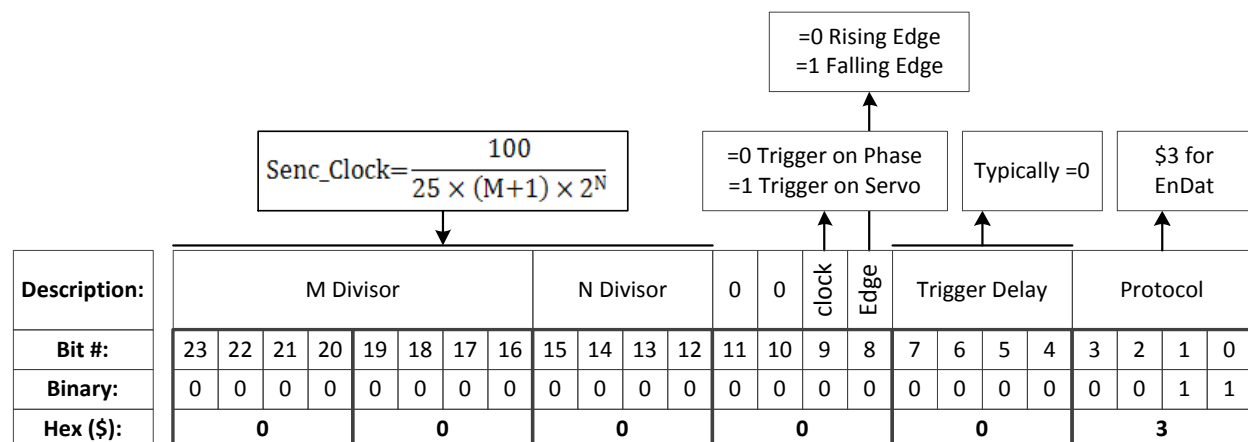 =0 Rising Edge
=1 Falling Edge
Senc_Clock= 100 / 25 × (M+1) × 2^N
=0 Trigger on Phase
=1 Trigger on Servo
Typically =0
$3 for
EnDat
Description: M Divisor N Divisor 0 0 clock Edge Trigger Delay Protocol
Bit #: 23 22 21 20 19 18 17 16 15 14 13 12 11 10 9 8 7 6 5 4 3 2 1 0
Binary: 0 0 0 0 0 0 0 0 0 0 0 0 0 0 0 0 0 0 0 0 0 0 1 1
Hex ($): 0 0 0 0 0 3